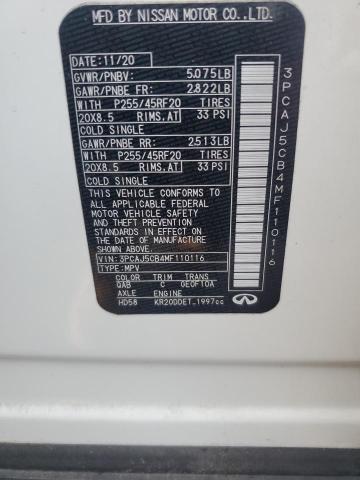 MFD BY NISSAN MOTOR CO.,LTD.
DATE:11/20
GVWR/PNBV: 5,075LB
GAWR/PNBE FR: 2,822LB
WITH P255/45RF20 TIRES
20X8.5 RIMS,AT 33 PSI
COLD SINGLE
GAWR/PNBE RR: 2,513LB
WITH P255/45RF20 TIRES
20X8.5 RIMS,AT 33 PSI
COLD SINGLE
THIS VEHICLE CONFORMS TO
ALL APPLICABLE FEDERAL
MOTOR VEHICLE SAFETY
AND BUMPER
STANDARDS IN EFFECT ON THE
DATE OF MANUFACTURE
SHOWN ABOVE.
VIN:3PCAJ5CB4MF110116
TYPE:MPV
COLOR TRIM TRANS
QAB C GE0F10A
AXLE ENGINE
HD58 KR20DDET 1997cc
INFINITI
3PCAJ5CB4MF110116